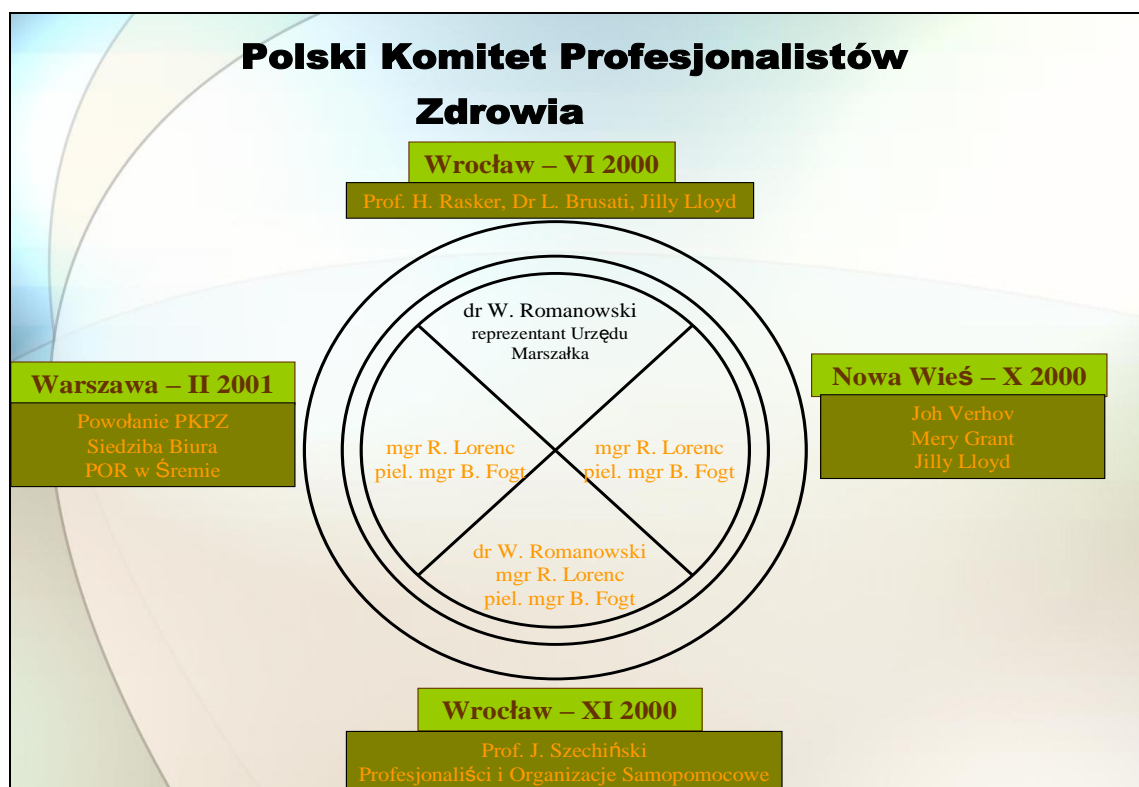 Polski Komitet Profesjonalistów
Zdrowia
Wrocław – VI 2000
Prof. H. Rasker, Dr L. Brusati, Jilly Lloyd
dr W. Romanowski
reprezentant Urzędu
Marszałka
Warszawa – II 2001
Powołanie PKPZ
Siedziba Biura
POR w Śremie
mgr R. Lorenc
piel. mgr B. Fogt
mgr R. Lorenc
piel. mgr B. Fogt
Nowa Wieś – X 2000
Joh Verhov
Mery Grant
Jilly Lloyd
dr W. Romanowski
mgr R. Lorenc
piel. mgr B. Fogt
Wrocław – XI 2000
Prof. J. Szechiński
Profesjonaliści i Organizacje Samopomocowe